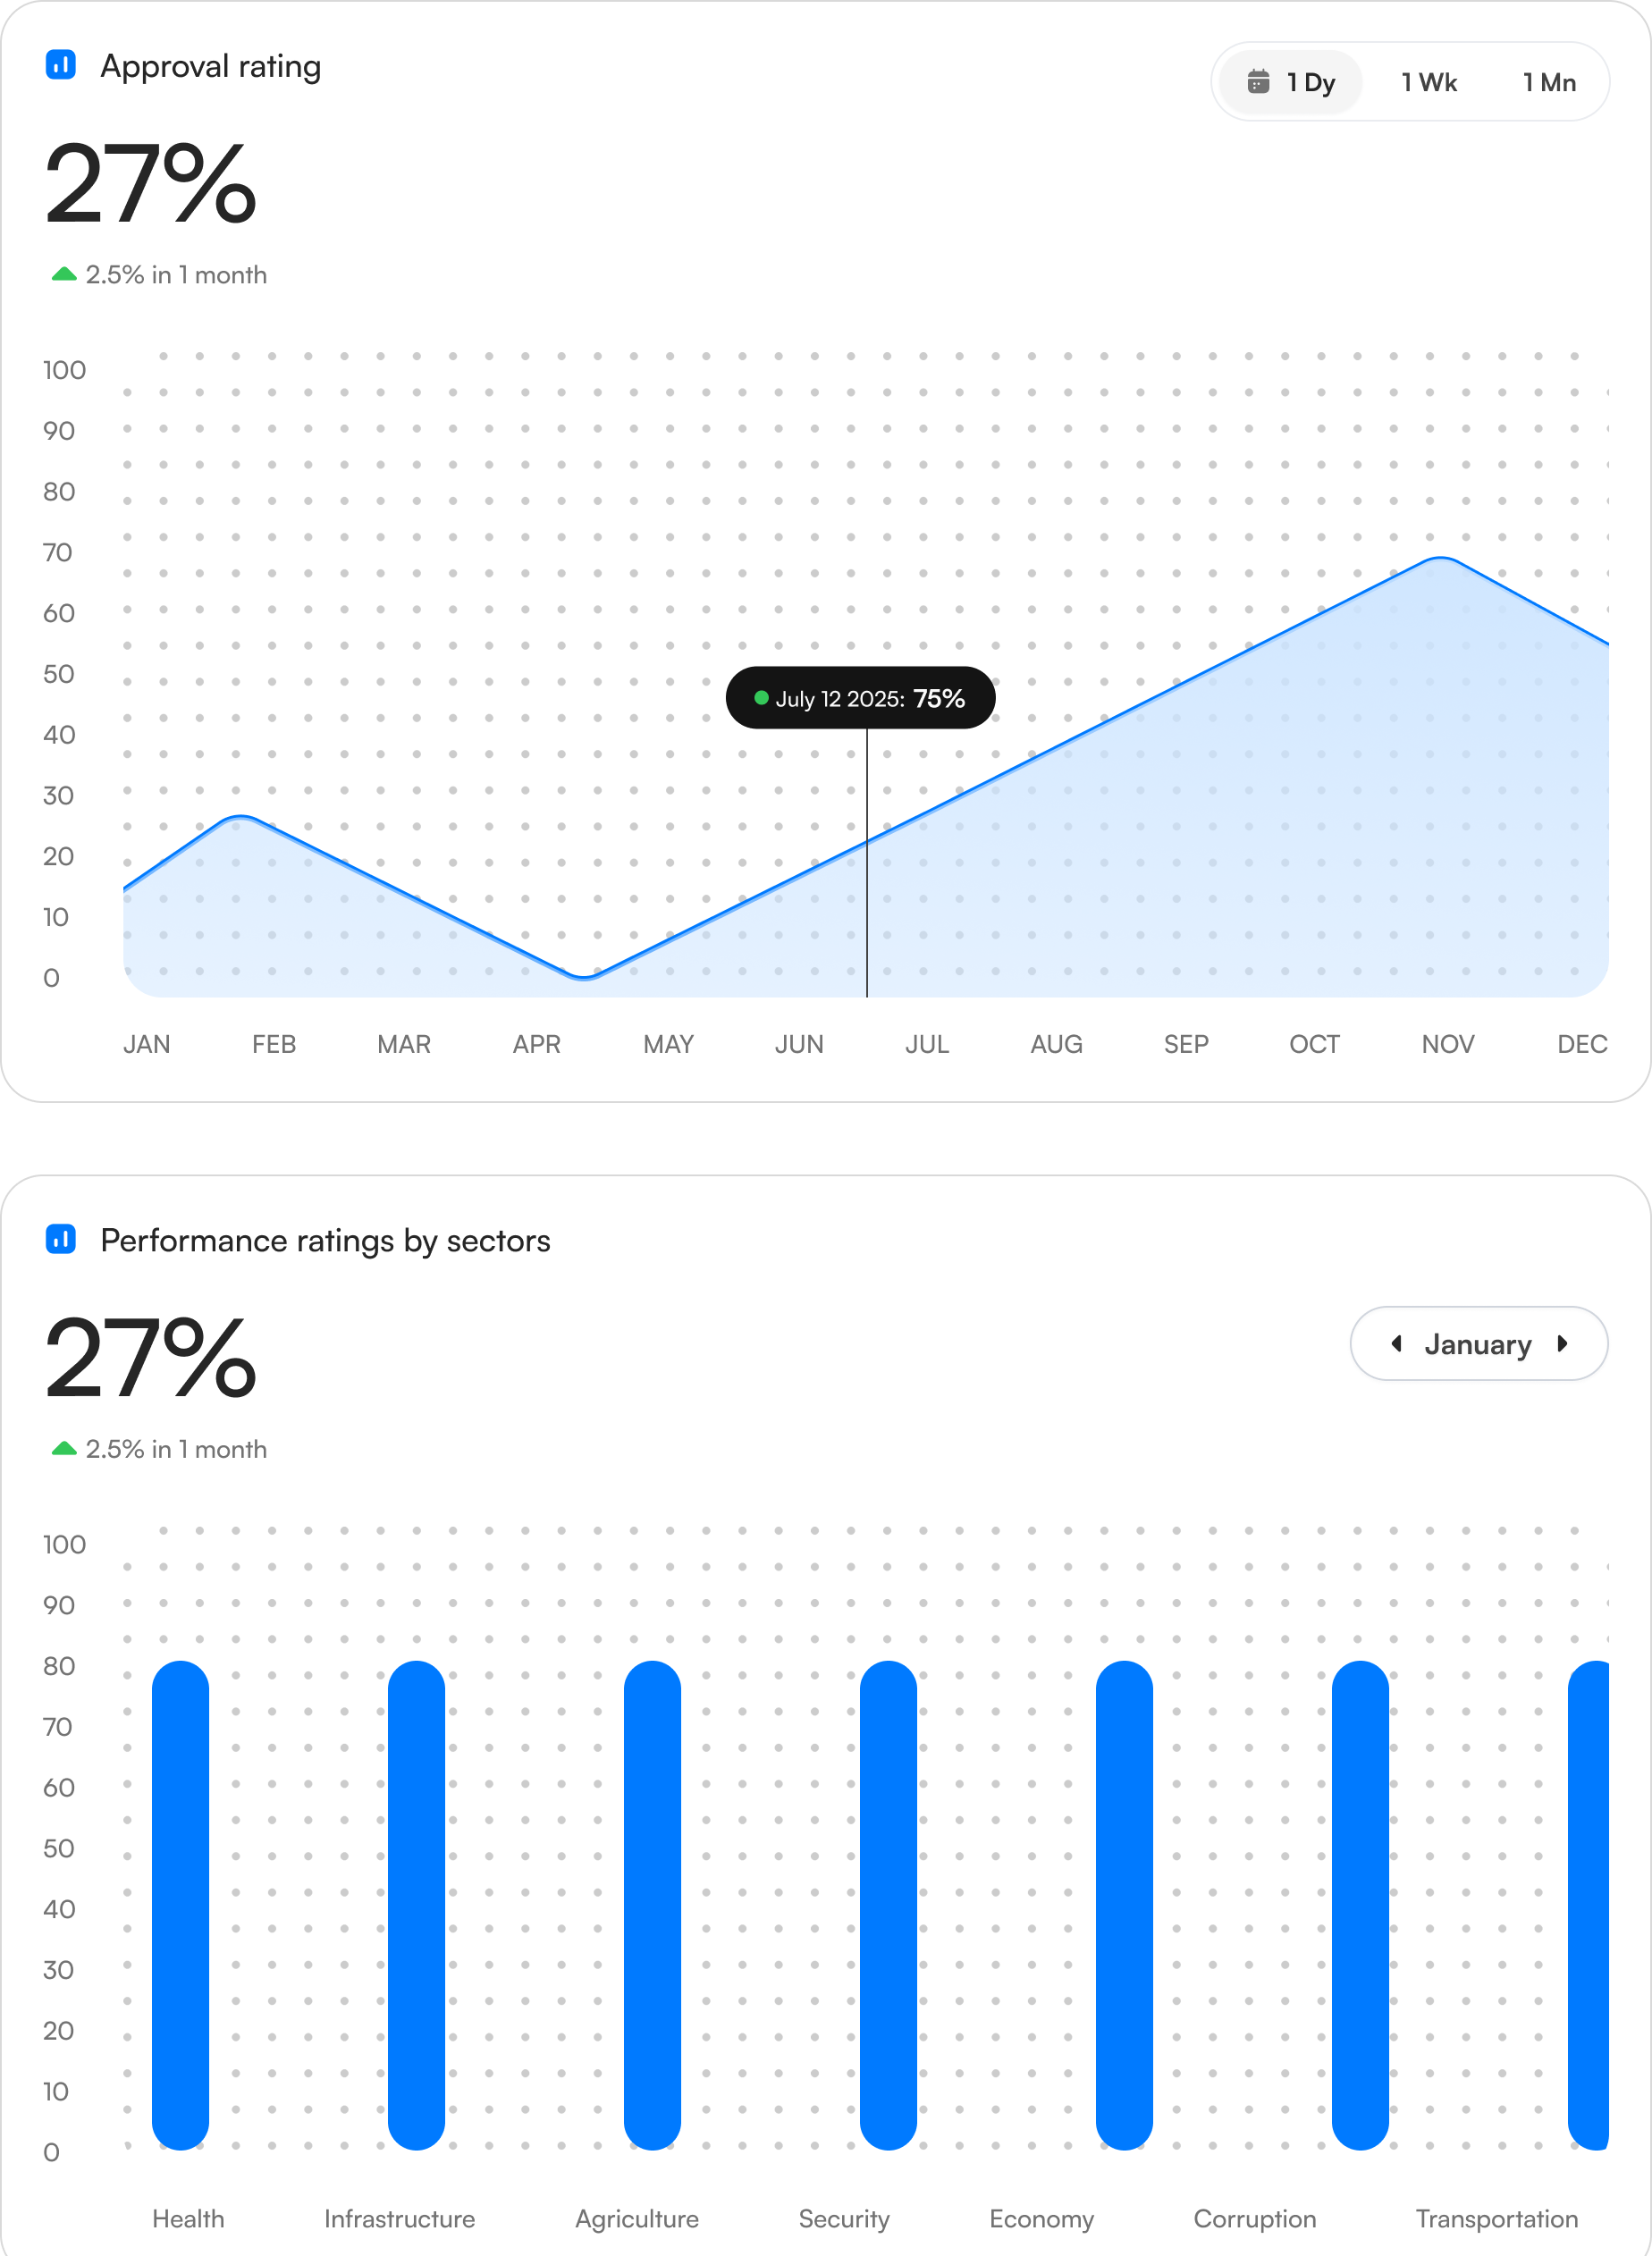 Approval rating
1 Dy 1 Wk 1 Mn
27%
2.5% in 1 month
100
90
80
70
60
50
July 12 2025: 75%
40
30
20
10
0
JAN FEB MAR APR MAY JUN JUL AUG SEP OCT NOV DEC
Performance ratings by sectors
27%
January
2.5% in 1 month
100
90
80
70
60
50
40
30
20
10
0
Health Infrastructure Agriculture Security Economy Corruption Transportation